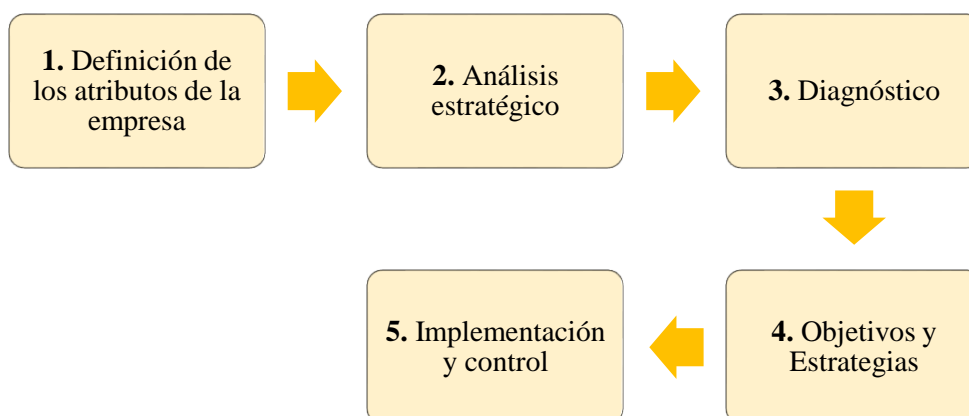 1. Definición de
los atributos de la
empresa
2. Análisis
estratégico
3. Diagnóstico
4. Objetivos y
Estrategias
5. Implementación
y control